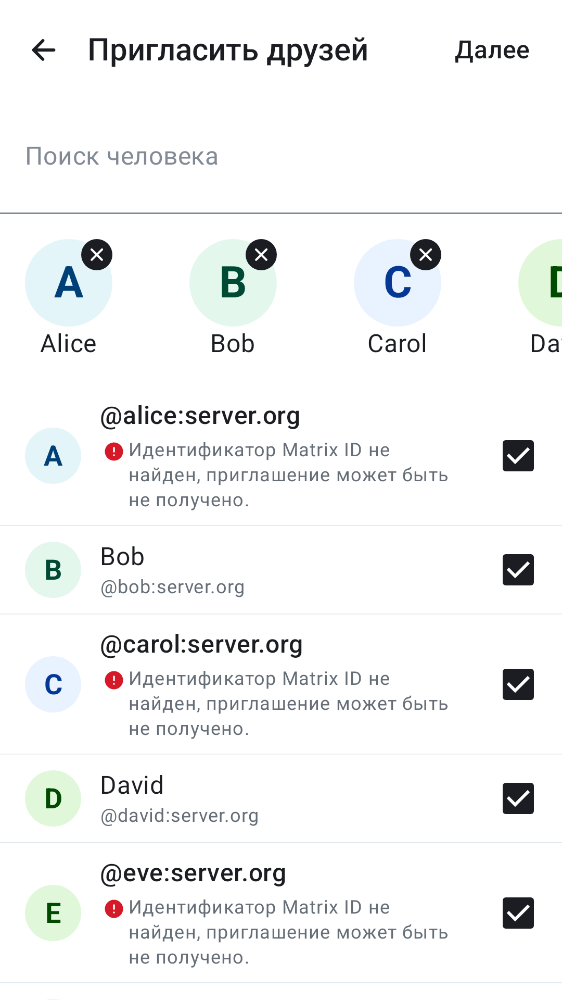 Пригласить друзей
Далее
Поиск человека
A
B
C
D
Alice
Bob
Carol
Da
A
@alice:server.org
Идентификатор Matrix ID не
найден, приглашение может быть
не получено.
B
Bob
@bob:server.org
C
@carol:server.org
Идентификатор Matrix ID не
найден, приглашение может быть
не получено.
D
David
@david:server.org
E
@eve:server.org
Идентификатор Matrix ID не
найден, приглашение может быть
не получено.